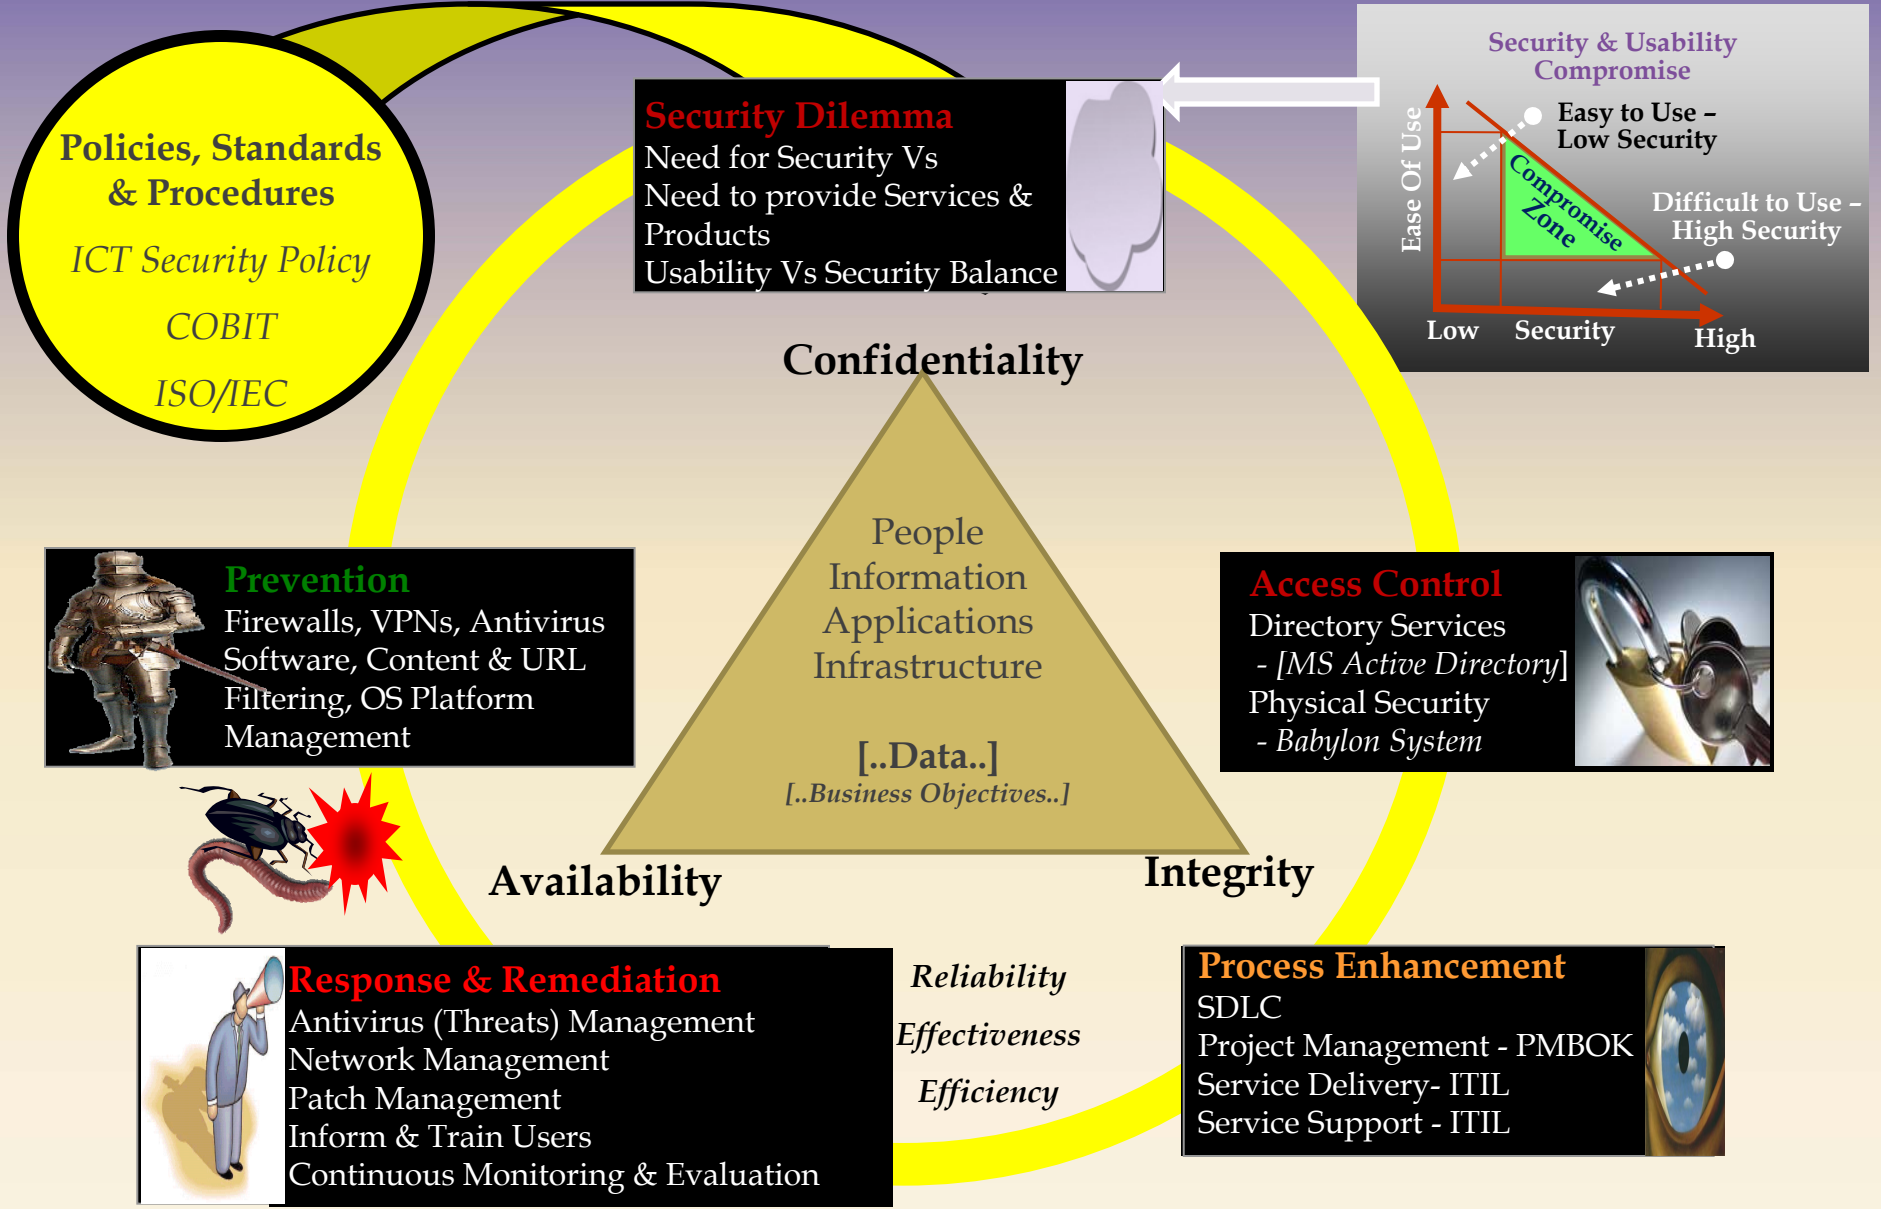 Policies, Standards
& Procedures
ICT Security Policy
COBIT
ISO/IEC
Security Dilemma
Need for Security Vs
Need to provide Services &
Products
Usability Vs Security Balance
Security & Usability
Compromise
Ease Of Use
Easy to Use –
Low Security
Compromise
Zone
Difficult to Use –
High Security
Low
Security
High
Confidentiality
People
Information
Applications
Infrastructure
[..Data..]
[..Business Objectives..]
Availability
Integrity
Prevention
Firewalls, VPNs, Antivirus
Software, Content & URL
Filtering, OS Platform
Management
Access Control
Directory Services
- [MS Active Directory]
Physical Security
- Babylon System
Response & Remediation
Antivirus (Threats) Management
Network Management
Patch Management
Inform & Train Users
Continuous Monitoring & Evaluation
Reliability
Effectiveness
Efficiency
Process Enhancement
SDLC
Project Management - PMBOK
Service Delivery- ITIL
Service Support - ITIL